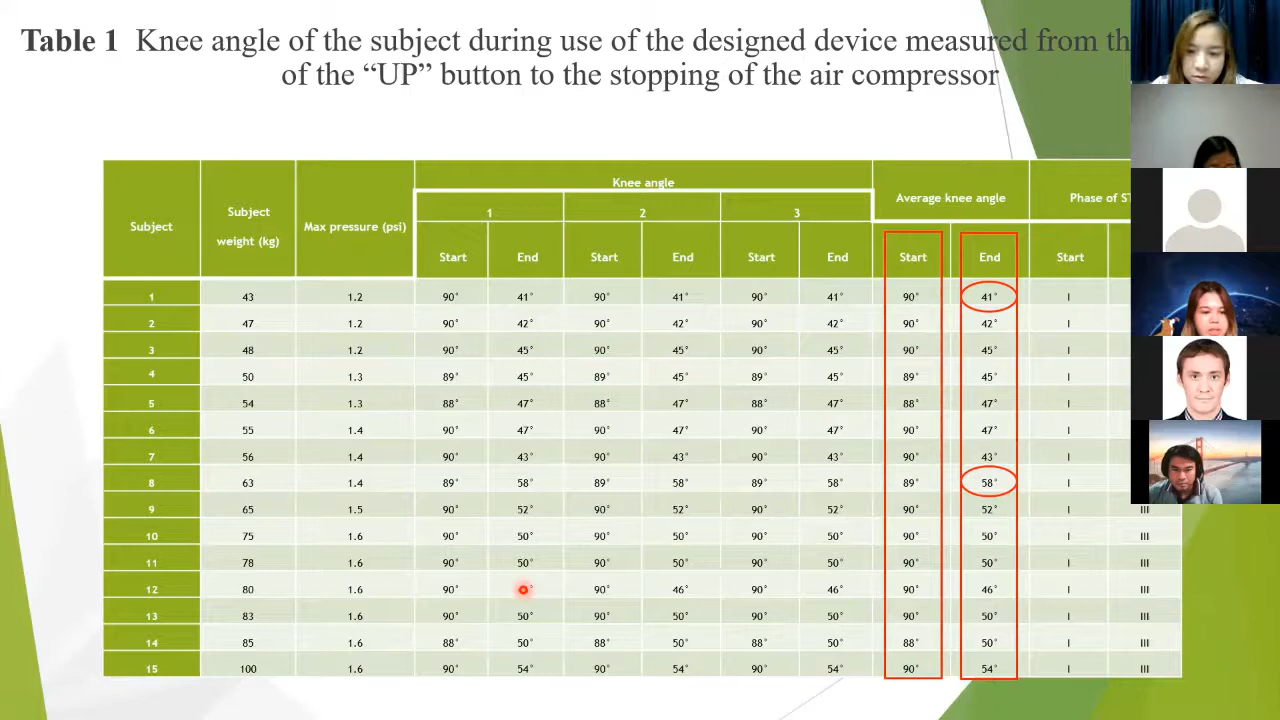 Table 1 Knee angle of the subject during use of the designed device measured from th
of the “UP” button to the stopping of the air compressor
Subject Subject weight (kg) Max pressure (psi) Knee angle Average knee angle Phase of ST
1 2 3
Start End Start End Start End Start End Start
1 43 1.2 90° 41° 90° 41° 90° 41° 90° 41° I
2 47 1.2 90° 42° 90° 42° 90° 42° 90° 42° I
3 48 1.2 90° 45° 90° 45° 90° 45° 90° 45° I
4 50 1.3 89° 45° 89° 45° 89° 45° 89° 45° I
5 54 1.3 88° 47° 88° 47° 88° 47° 88° 47° I
6 55 1.4 90° 47° 90° 47° 90° 47° 90° 47° I
7 56 1.4 90° 43° 90° 43° 90° 43° 90° 43° I
8 63 1.4 89° 58° 89° 58° 89° 58° 89° 58° I
9 65 1.5 90° 52° 90° 52° 90° 52° 90° 52° I III
10 75 1.6 90° 50° 90° 50° 90° 50° 90° 50° I III
11 78 1.6 90° 50° 90° 50° 90° 50° 90° 50° I III
12 80 1.6 90° 90° 46° 90° 46 90° 46° I III
13 83 1.6 90° 50° 90° 50° 90° 50° 90° 50° I III
14 85 1.6 88° 50° 88° 50° 88° 50° 88° 50° I III
15 100 1.6 90° 54° 90° 54° 90° 54° 90° 54° I III